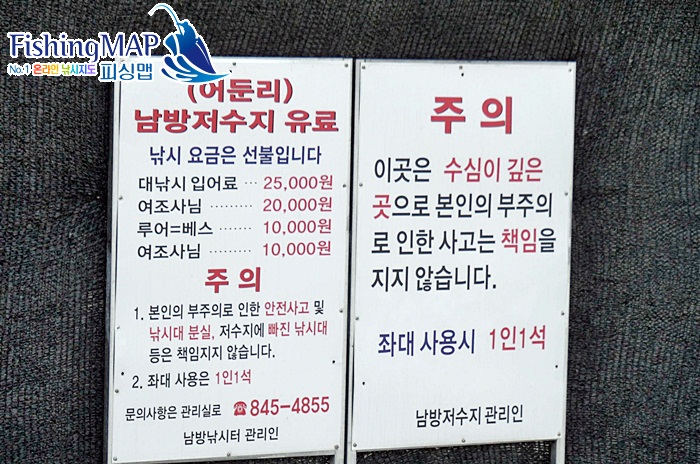 FishingMAP
No.1 온라인 낚시지도 피싱맵
(어둔리)
남방저수지 유료
낚시 요금은 선불입니다
대낚시 입어료 ··· 25,000원
여조사님 ········· 20,000원
루어=베스 ······· 10,000원
여조사님 ········· 10,000원
주 의
1. 본인의 부주의로 인한 안전사고 및
낚시대 분실, 저수지에 빠진 낚시대
등은 책임지지 않습니다.
2. 좌대 사용은 1인1석
문의사항은 관리실로 ☎845-4855
남방낚시터 관리인
주 의
이곳은 수심이 깊은
곳으로 본인의 부주의
로 인한 사고는 책임을
지지 않습니다.
좌대 사용시 1인1석
남방저수지 관리인